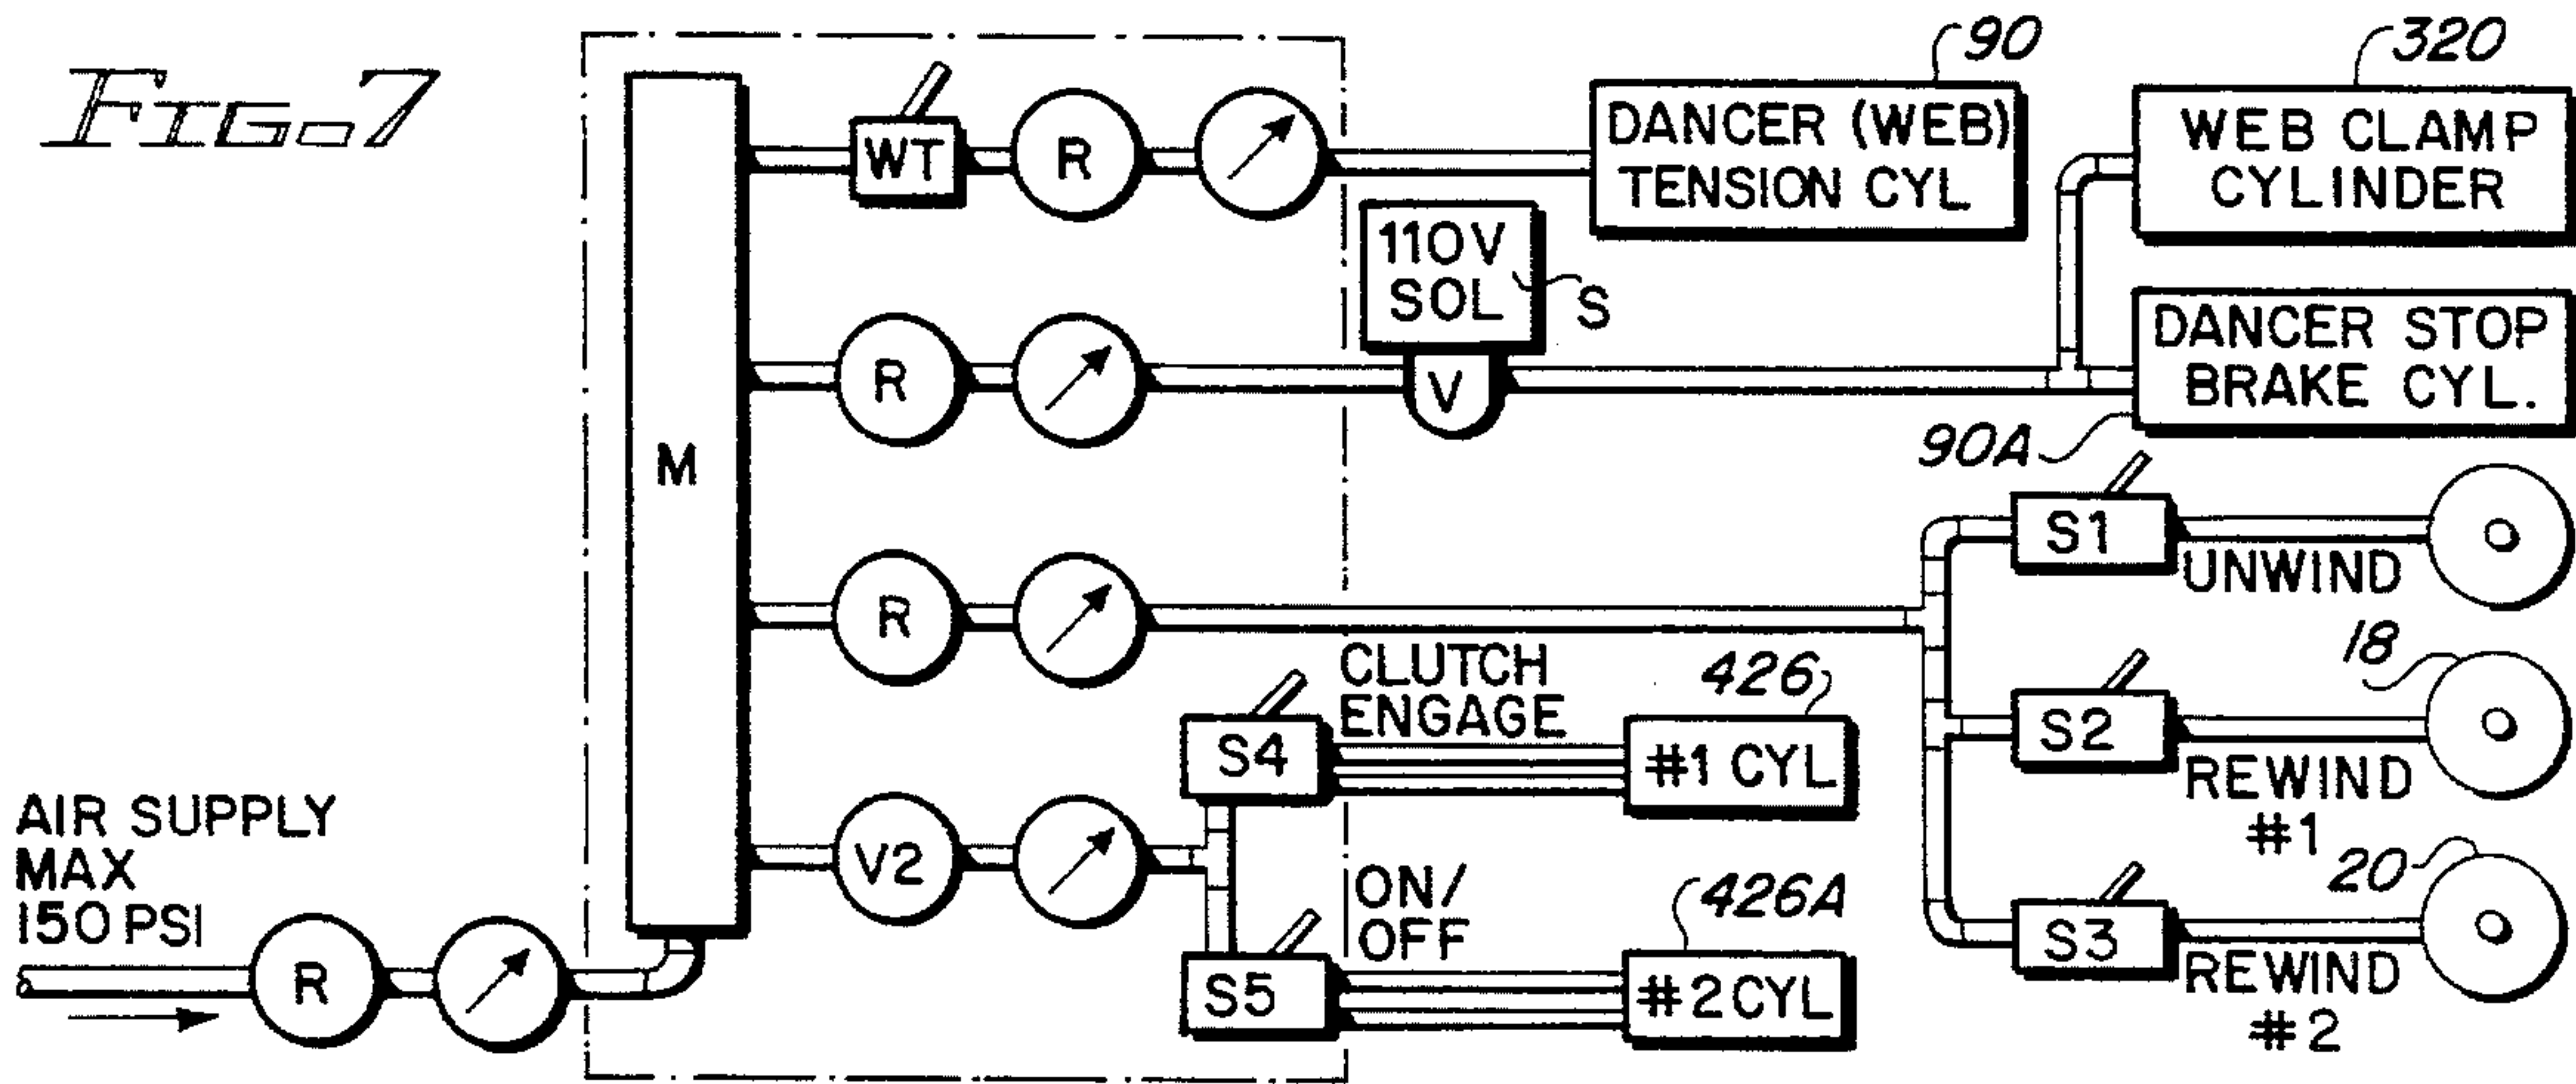 FIG. 7
90
320
WT
R
DANCER (WEB)
TENSION CYL
WEB CLAMP
CYLINDER
110V
SOL
S
R
V
DANCER STOP
BRAKE CYL.
90A
M
S1
UNWIND
R
CLUTCH
ENGAGE
426
18
S4
#1 CYL
S2
REWIND
#1
AIR SUPPLY
MAX
150 PSI
V2
ON/
OFF
426A
20
R
S5
#2 CYL
S3
REWIND
#2